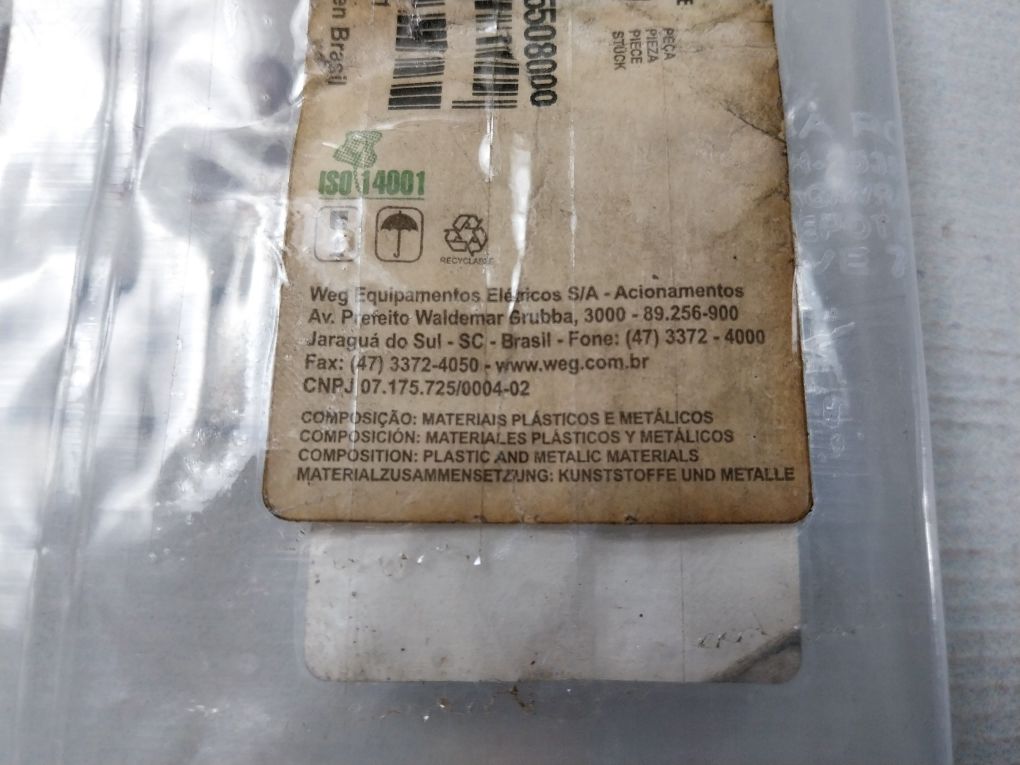 en Brasil
508000
PEÇA
PIEZA
PIECE
STÜCK
ISO 14001
RECYCLABLE
Weg Equipamentos Elétricos S/A - Acionamentos
Av. Prefeito Waldemar Grubba, 3000 - 89.256-900
Jaraguá do Sul - SC - Brasil - Fone: (47) 3372 - 4000
Fax: (47) 3372-4050 - www.weg.com.br
CNPJ 07.175.725/0004-02
COMPOSIÇÃO: MATERIAIS PLÁSTICOS E METÁLICOS
COMPOSICIÓN: MATERIALES PLÁSTICOS Y METÁLICOS
COMPOSITION: PLASTIC AND METALIC MATERIALS
MATERIALZUSAMMENSETZUNG: KUNSTSTOFFE UND METALLE